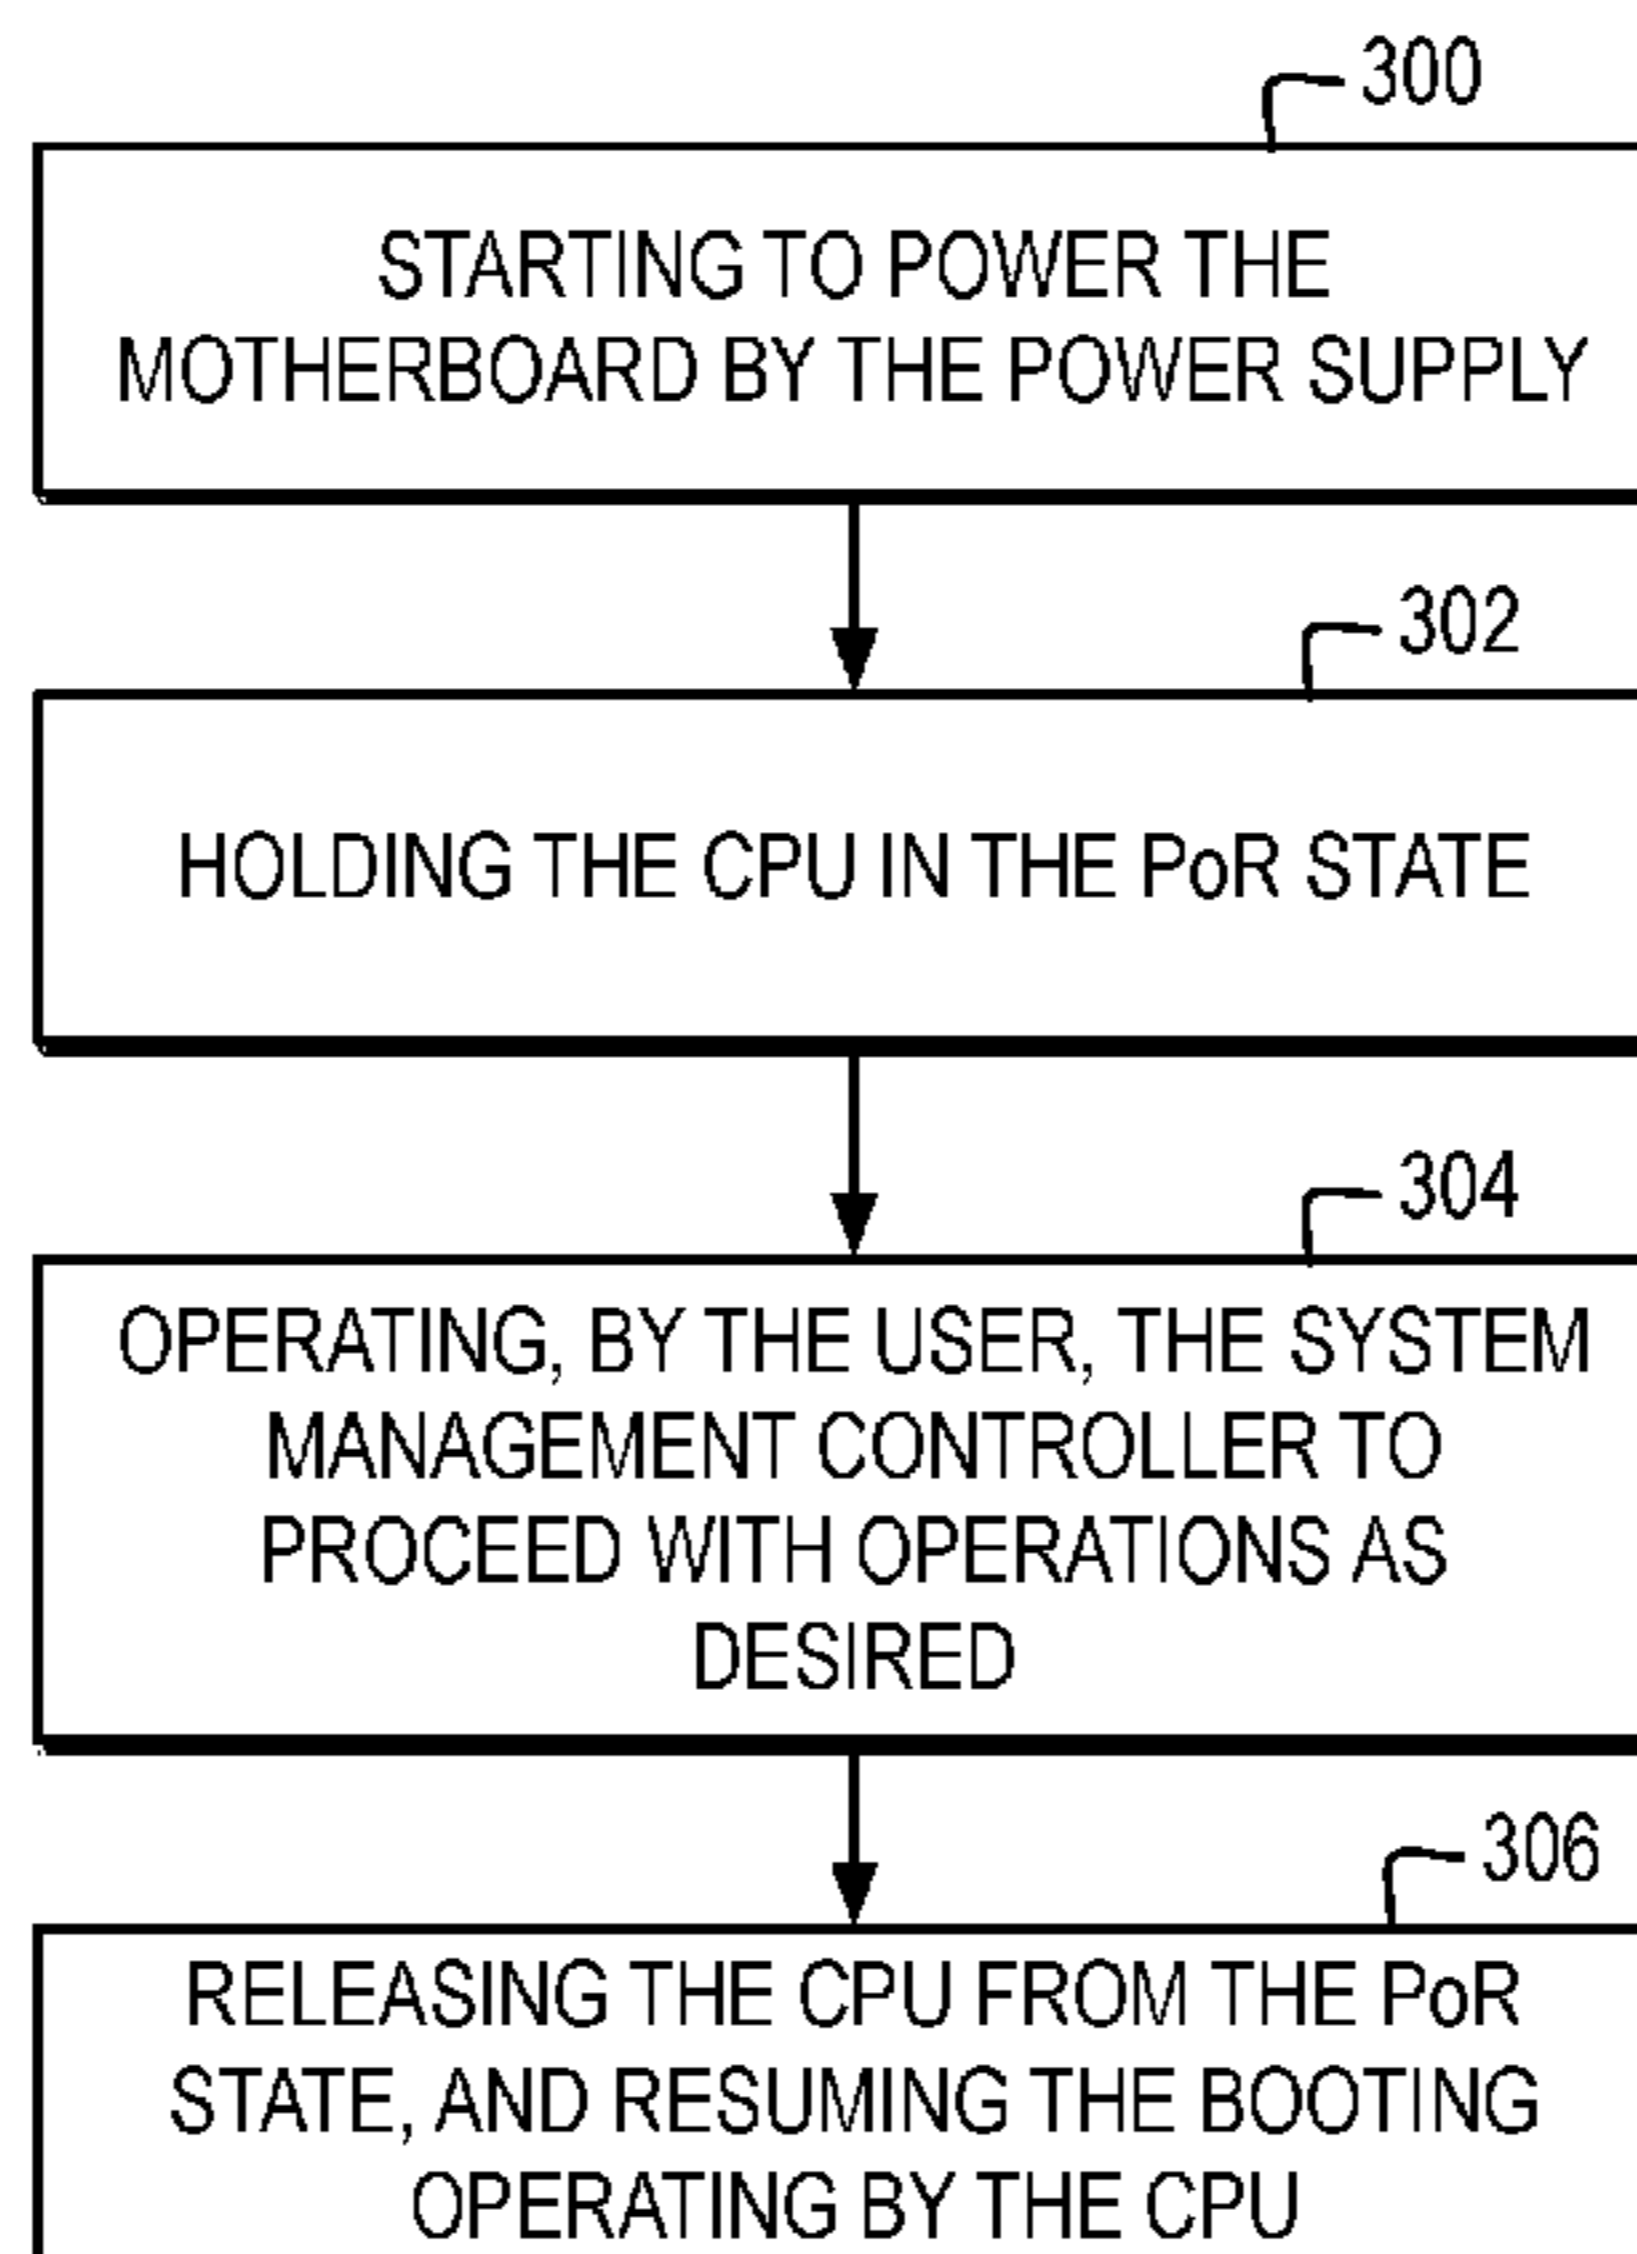 300
STARTING TO POWER THE
MOTHERBOARD BY THE POWER SUPPLY
302
HOLDING THE CPU IN THE PoR STATE
304
OPERATING, BY THE USER, THE SYSTEM
MANAGEMENT CONTROLLER TO
PROCEED WITH OPERATIONS AS
DESIRED
306
RELEASING THE CPU FROM THE PoR
STATE, AND RESUMING THE BOOTING
OPERATING BY THE CPU